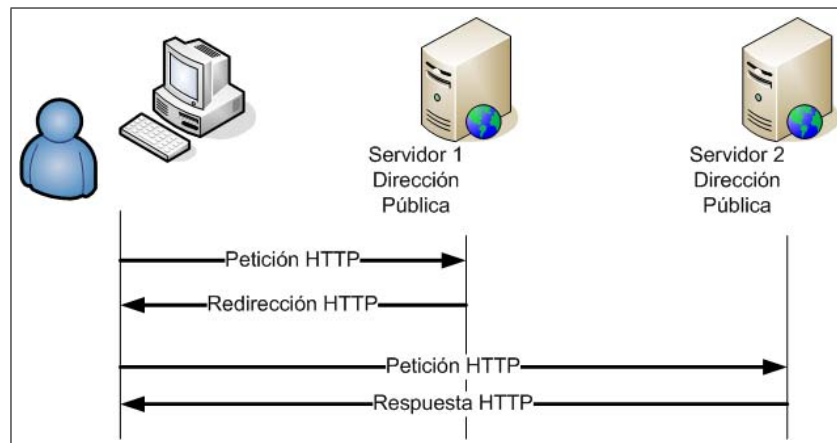 Servidor 1
Dirección
Pública
Servidor 2
Dirección
Pública
Petición HTTP
Redirección HTTP
Petición HTTP
Respuesta HTTP